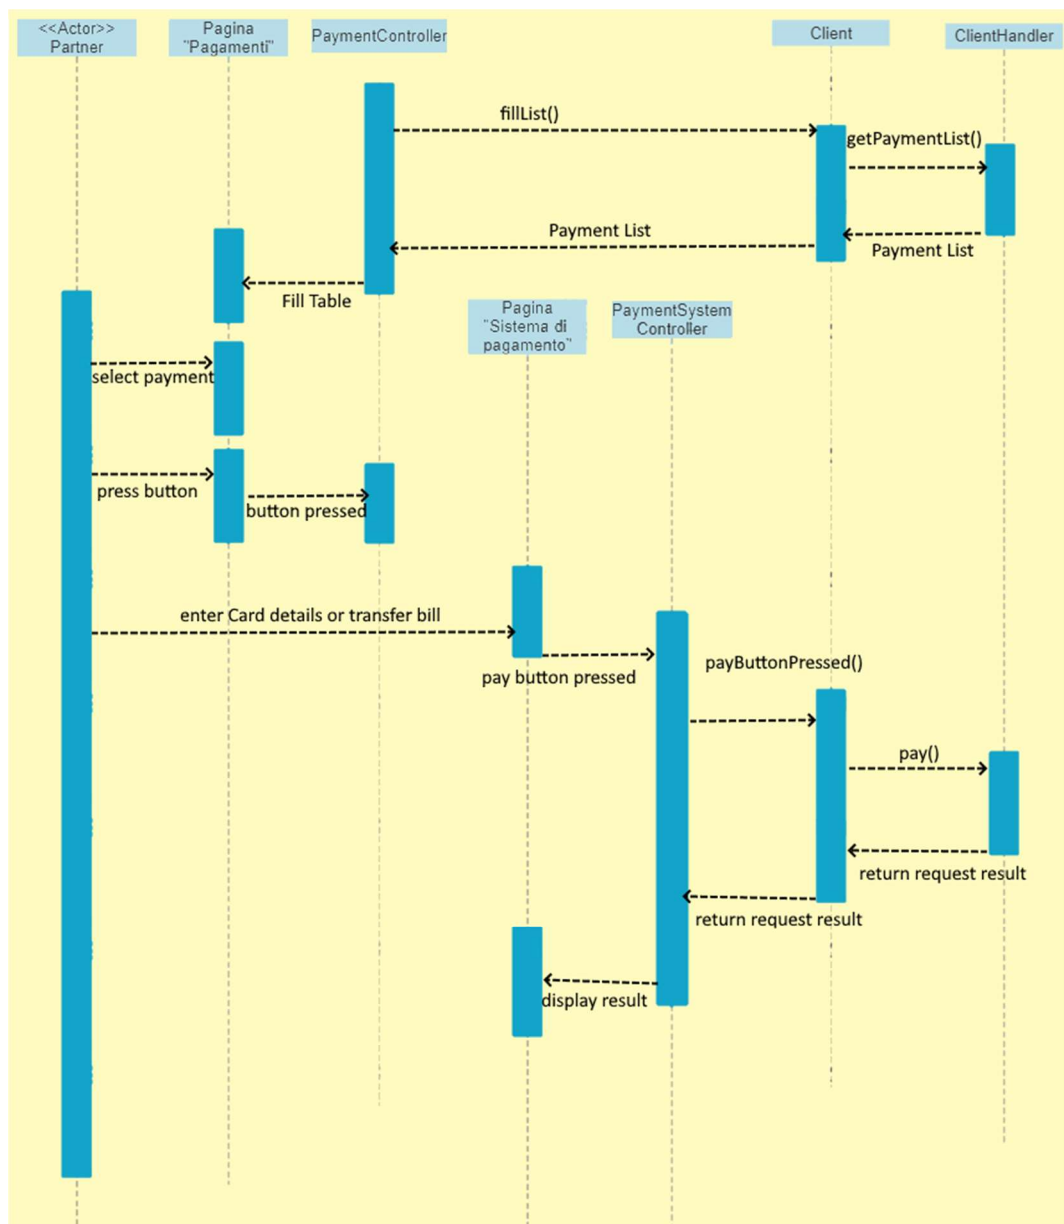 <<Actor>>
Partner
Pagina
"Pagamenti"
PaymentController
Client
ClientHandler
fillList()
getPaymentList()
Payment List
Payment List
Fill Table
Pagina
"Sistema di
pagamento"
PaymentSystem
Controller
select payment
press button
button pressed
enter Card details or transfer bill
pay button pressed
payButtonPressed()
pay()
return request result
return request result
display result